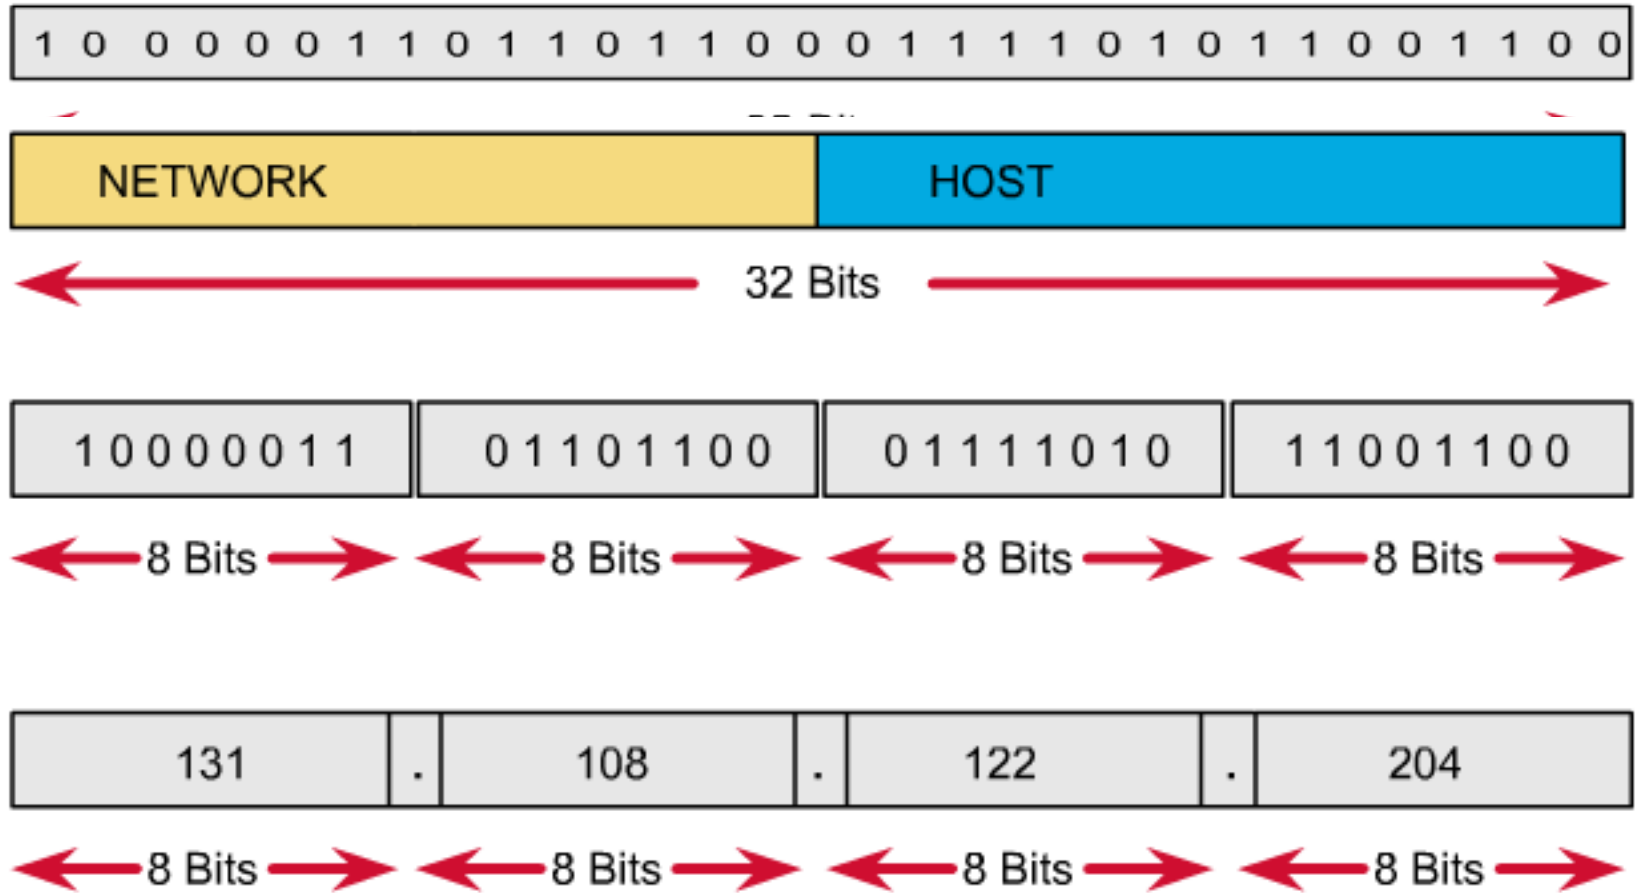 1 0 0 0 0 0 1 1 0 1 1 0 1 1 0 0 0 1 1 1 1 0 1 0 1 1 0 0 1 1 0 0
NETWORK HOST
32 Bits
1 0 0 0 0 0 1 1 0 1 1 0 1 1 0 0 0 1 1 1 1 0 1 0 1 1 0 0 1 1 0 0
8 Bits 8 Bits 8 Bits 8 Bits
131 . 108 . 122 . 204
8 Bits 8 Bits 8 Bits 8 Bits